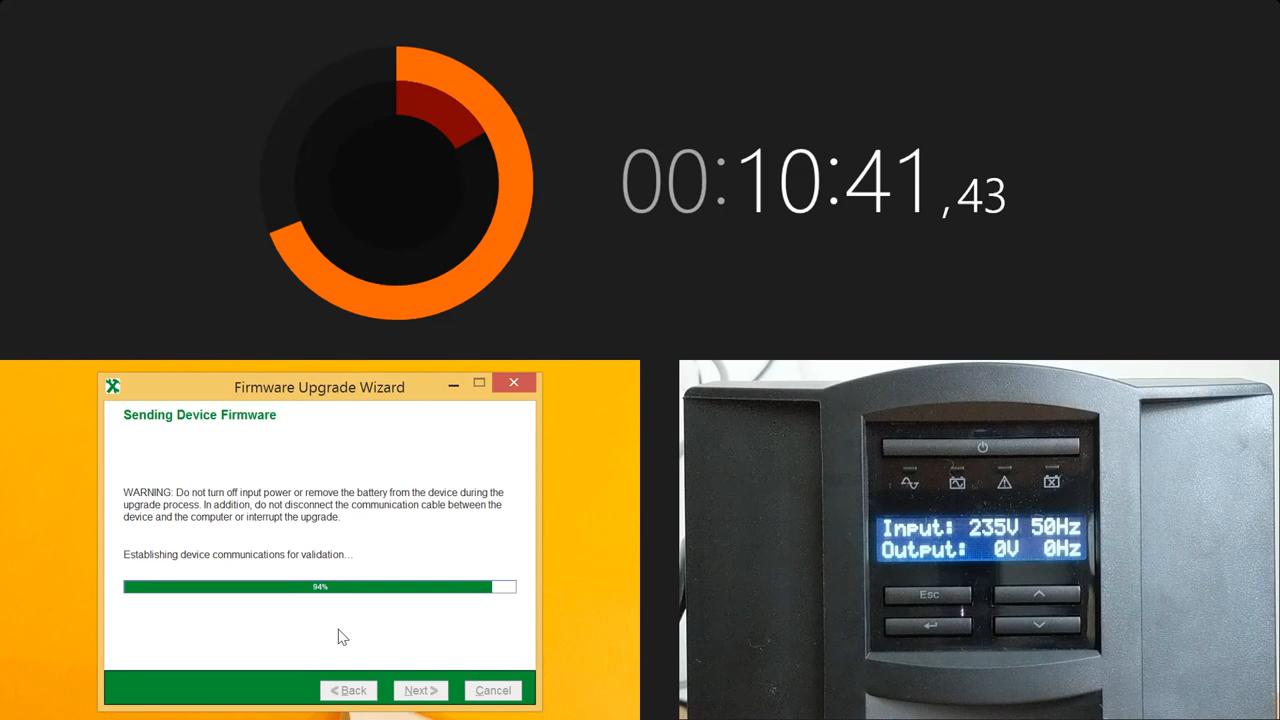 00:10:41,43
Firmware Upgrade Wizard
Sending Device Firmware
WARNING: Do not turn off input power or remove the battery from the device during the
upgrade process. In addition, do not disconnect the communication cable between the
device and the computer or interrupt the upgrade.
Establishing device communications for validation...
94%
Back
Next
Cancel
Input: 235V 50Hz
Output: 0V 0Hz
Esc